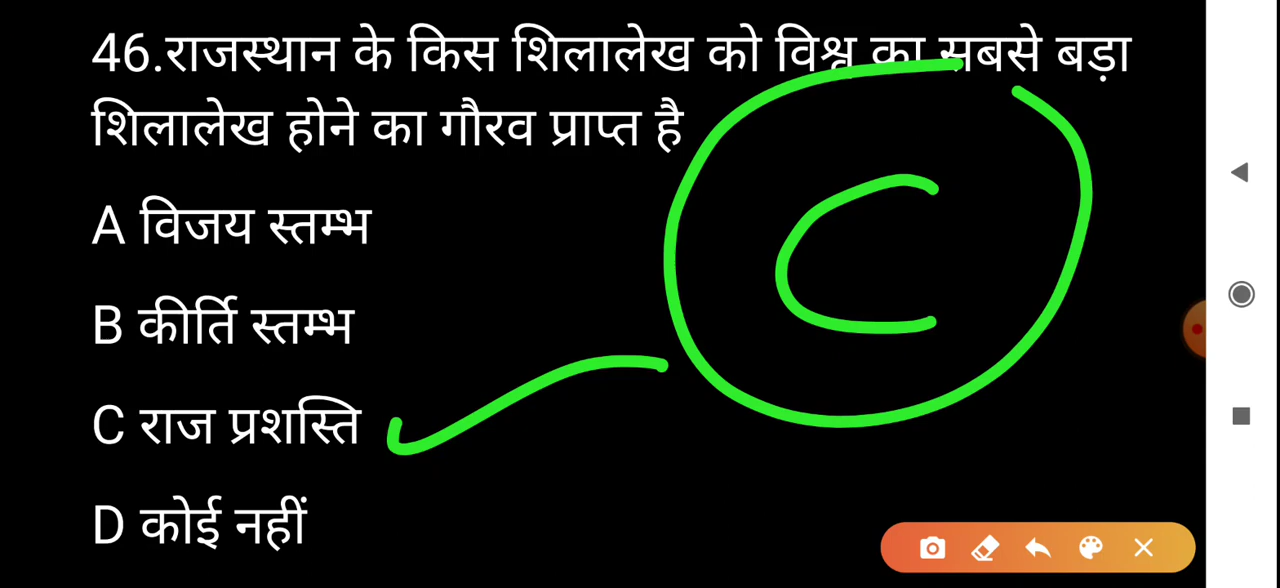 46.राजस्थान के किस शिलालेख को विश्व का सबसे बड़ा
शिलालेख होने का गौरव प्राप्त है
A विजय स्तम्भ
B कीर्ति स्तम्भ
C राज प्रशस्ति
D कोई नहीं
C